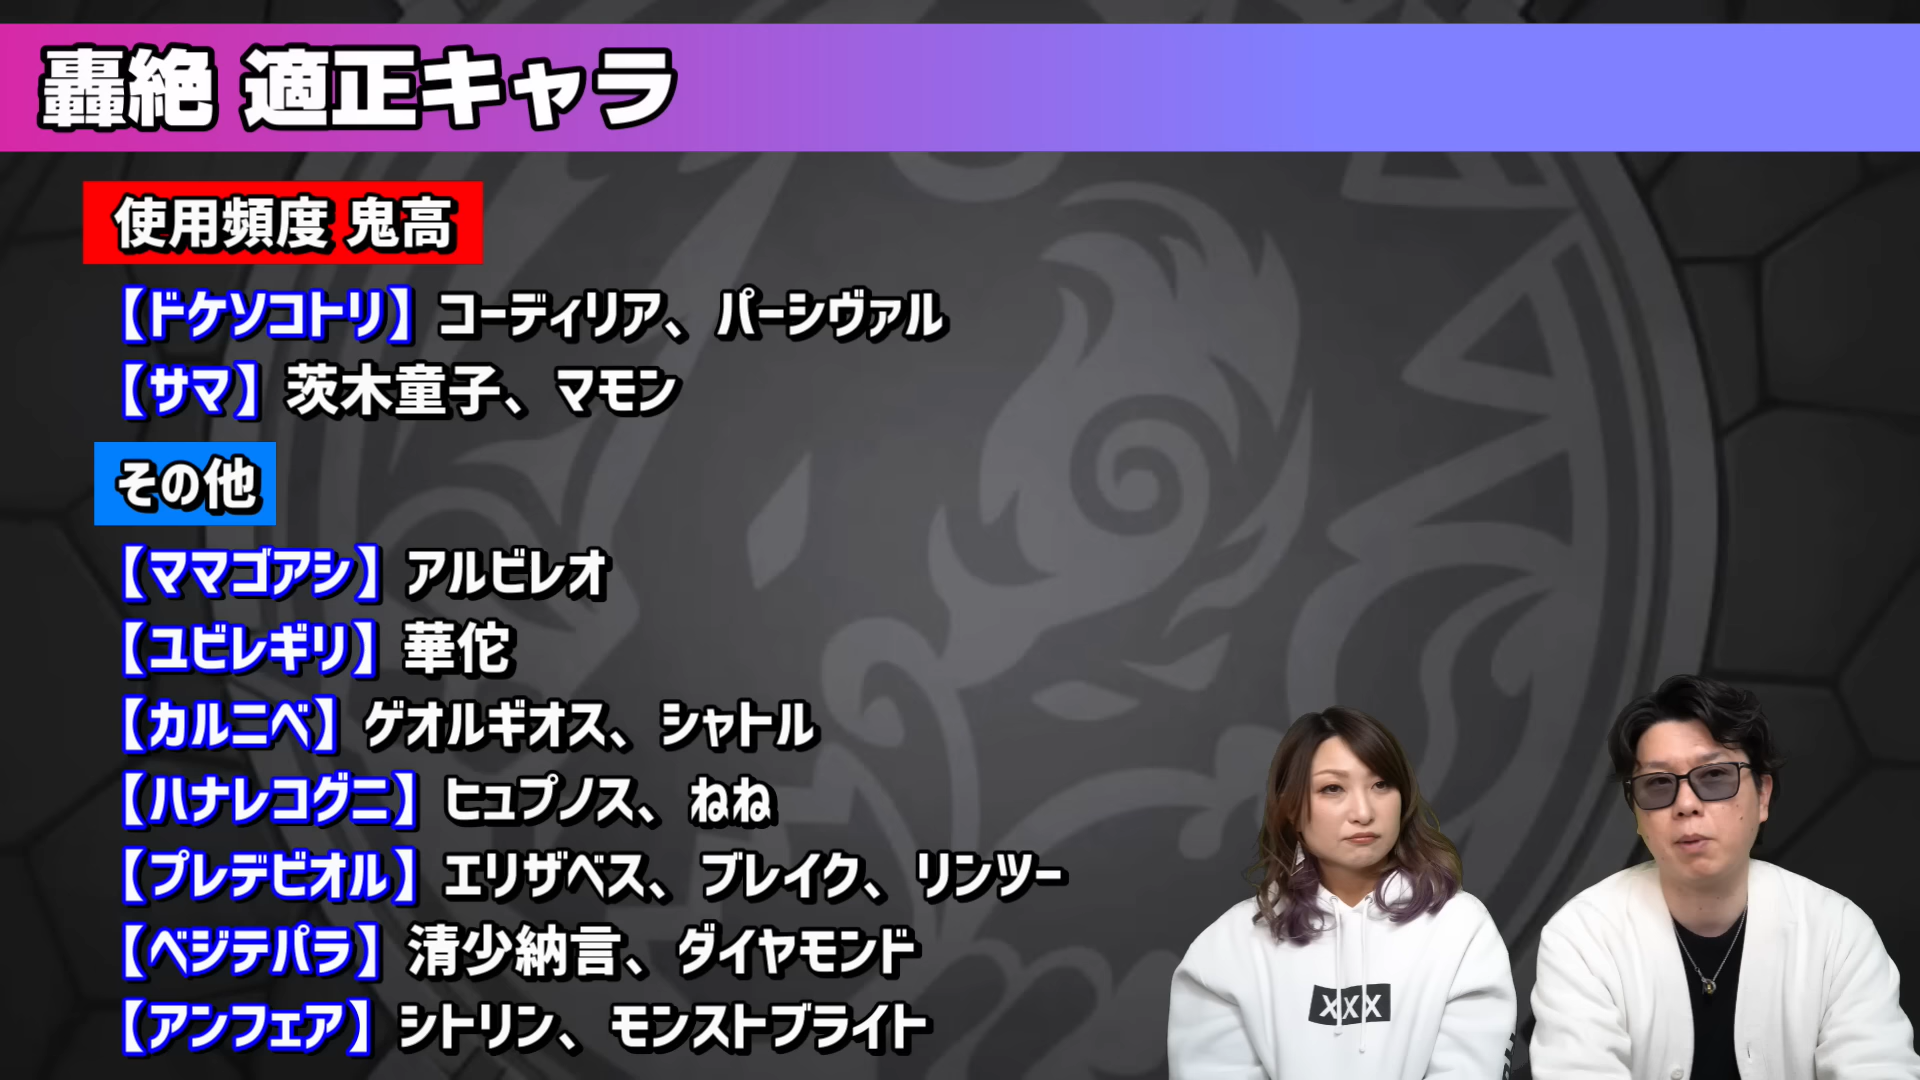 轟絶 適正キャラ
使用頻度 鬼高
【ドケソコトリ】コーディリア、パーシヴァル
【サマ】茨木童子、マモン
その他
【ママゴアシ】アルビレオ
【ユビレギリ】華佗
【カルニベ】ゲオルギオス、シャトル
【ハナレコグニ】ヒュプノス、ねね
【プレデビオル】エリザベス、ブレイク、リンツー
【ベジテパラ】清少納言、ダイヤモンド
【アンフェア】シトリン、モンストブライト
XXX